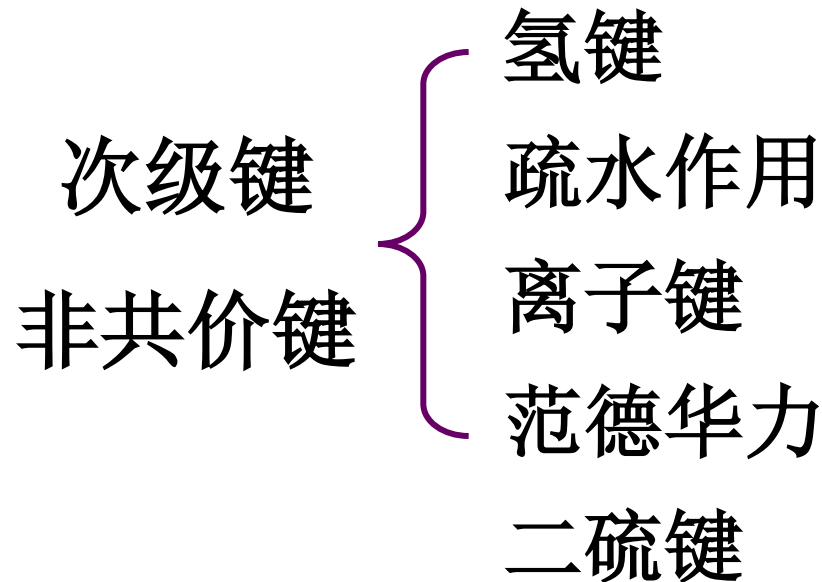 次级键
非共价键
氢键
疏水作用
离子键
范德华力
二硫键